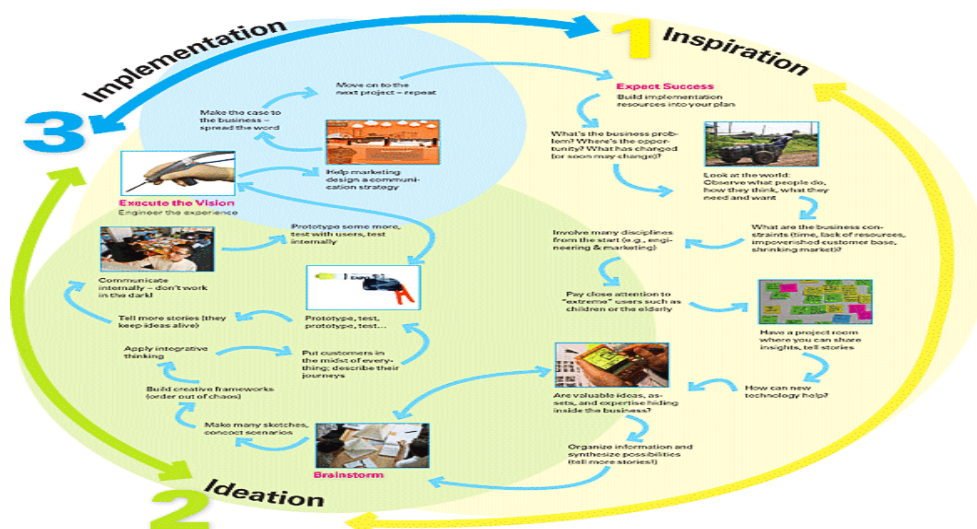 1
Inspiration
Expect Success
Build implementation
resources into your plan
What's the business prob-
lem? Where's the oppor-
tunity? What has changed
(or soon may change)?
Look at the world:
Observe what people do,
how they think, what they
need and want
What are the business con-
straints (time, lack of resources,
impoverished customer base,
shrinking market)?
Involve many disciplines
from the start (e.g., engi-
neering & marketing)
Pay close attention to
"extreme" users such as
children or the elderly
Have a project room
where you can share
insights, tell stories
How can new
technology help?
Are valuable ideas, as-
sets, and expertise hiding
inside the business?
Organize information and
synthesize possibilities
(tell more stories!)
2
Ideation
Brainstorm
Make many sketches,
concoct scenarios
Build creative frameworks
(order out of chaos)
Apply integrative
thinking
Put customers in
the midst of every-
thing; describe their
journeys
Prototype, test,
prototype, test...
Tell more stories (they
keep ideas alive)
Communicate
internally – don't work
in the dark!
Prototype some more,
test with users, test
internally
3
Implementation
Execute the Vision
Engineer the experience
Help marketing
design a communi-
cation strategy
Make the case to
the business –
spread the word
Move on to the
next project – repeat